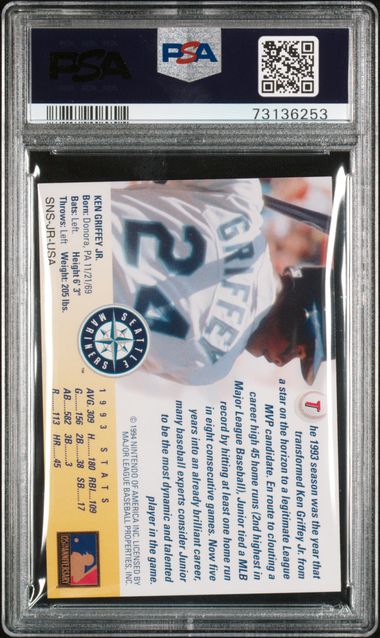 PSA
PSA
73136253
GRIFFEY
24
The 1993 season was the year that
transformed Ken Griffey Jr. from
a star on the horizon to a legitimate League
MVP candidate. En route to clouting a
career high 45 home runs (2nd highest in
Major League Baseball), Junior tied a MLB
record by hitting at least one home run
in eight consecutive games. Now five
years into an already brilliant career,
many baseball experts consider Junior
to be the most dynamic and talented
player in the game.
© 1994 NINTENDO OF AMERICA INC. LICENSED BY
MAJOR LEAGUE BASEBALL PROPERTIES, INC.
KEN GRIFFEY JR.
Born: Donora, PA 11/21/69
Bats: Left Height 6' 3"
Throws: Left Weight: 205 lbs.
SNS-JR-USA
SEATTLE
MARINERS
1993 STATS
AVG. .309 H.....180 RBI...109
G.....156 2B.....38 SB.....17
AB....582 3B.....3
R.....113 HR.....45
125th ANNIVERSARY